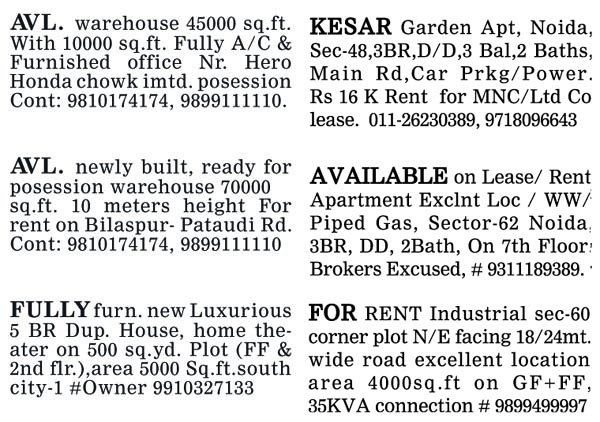 AVL. warehouse 45000 sq.ft.
With 10000 sq.ft. Fully A/C &
Furnished office Nr. Hero
Honda chowk imtd. posession
Cont: 9810174174, 9899111110.
AVL. newly built, ready for
posession warehouse 70000
sq.ft. 10 meters height For
rent on Bilaspur- Pataudi Rd.
Cont: 9810174174, 9899111110
FULLY furn. new Luxurious
5 BR Dup. House, home the-
ater on 500 sq.yd. Plot (FF &
2nd flr.),area 5000 Sq.ft.south
city-1 #Owner 9910327133
KESAR Garden Apt, Noida,
Sec-48,3BR,D/D,3 Bal,2 Baths,
Main Rd,Car Prkg/Power.
Rs 16 K Rent for MNC/Ltd Co
lease. 011-26230389, 9718096643
AVAILABLE on Lease/ Rent
Apartment Exclnt Loc / WW/
Piped Gas, Sector-62 Noida,
3BR, DD, 2Bath, On 7th Floor
Brokers Excused, # 9311189389.
FOR RENT Industrial sec-60
corner plot N/E facing 18/24mt.
wide road excellent location
area 4000sq.ft on GF+FF,
35KVA connection # 9899499997